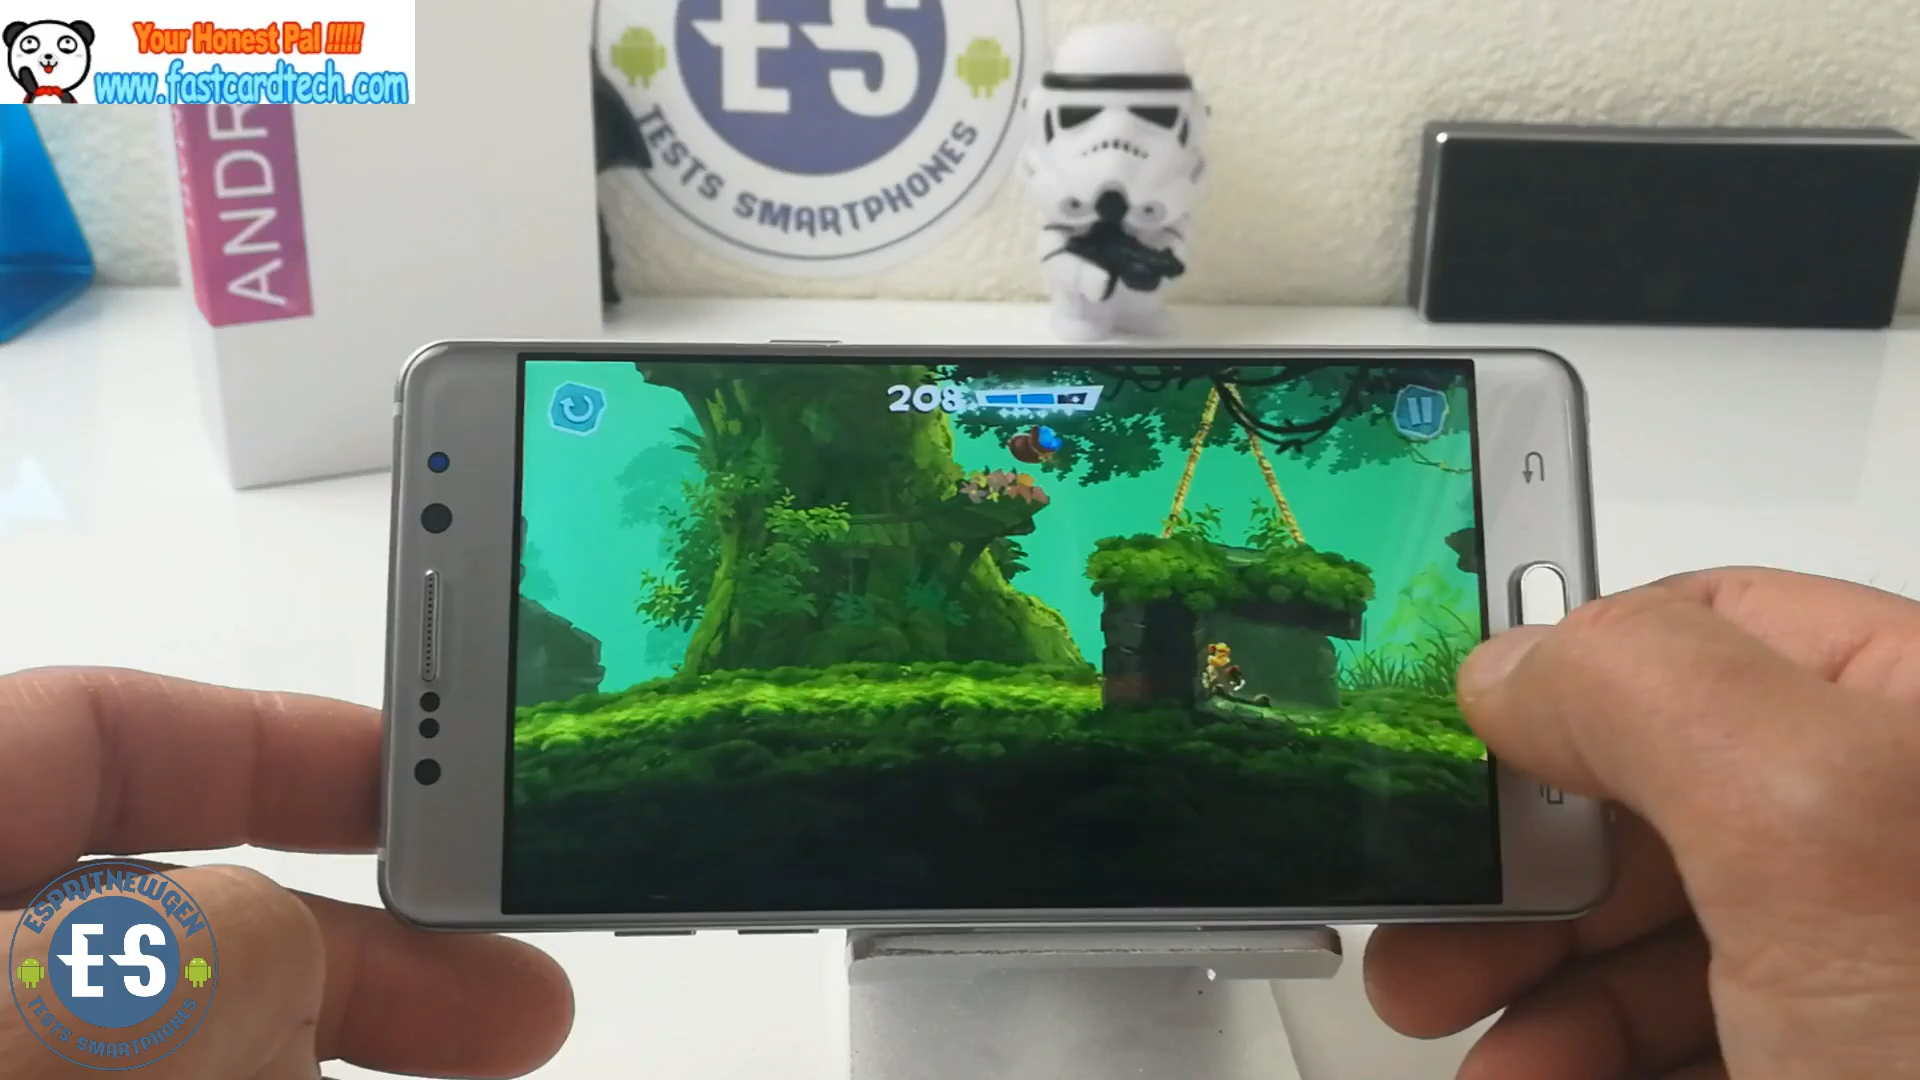 Your Honest Pal !!!!!
www.fastcardtech.com
ANDR
ES
TESTS SMARTPHONES
208
ESPRITNEWGEN
ES
TESTS SMARTPHONES